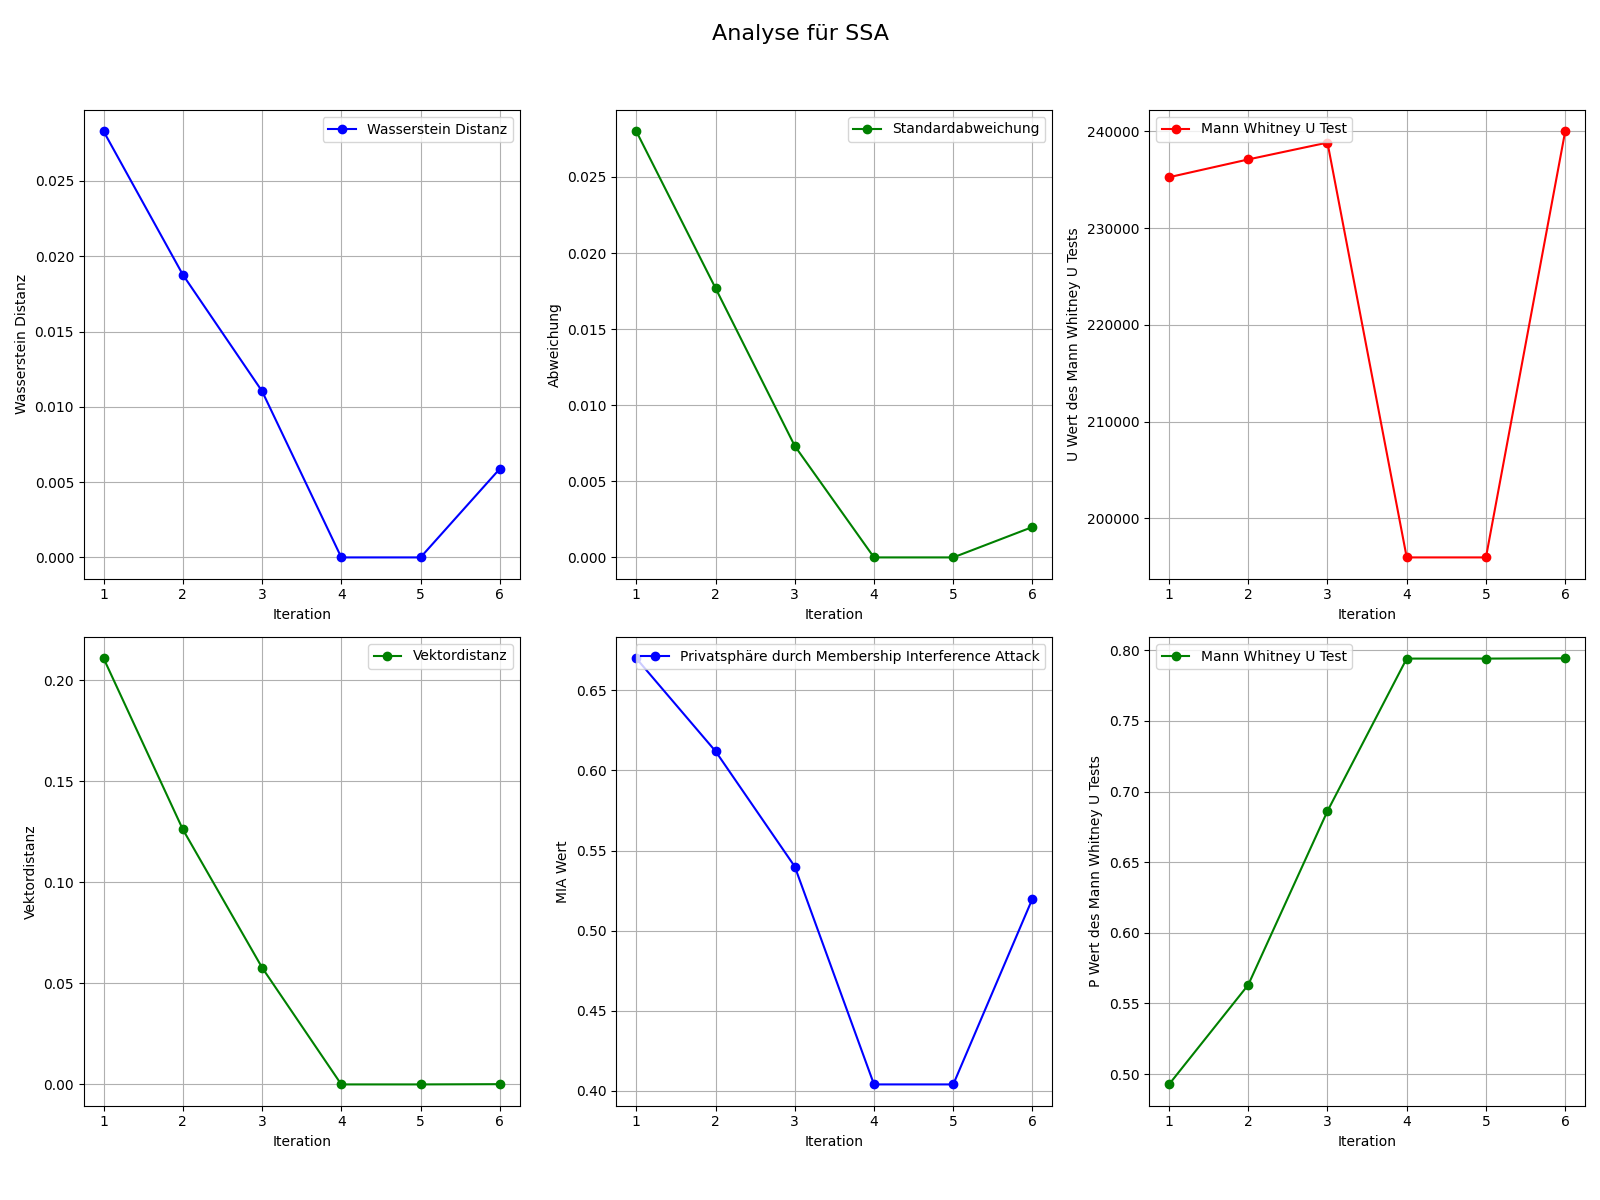 Analyse für SSA
Wasserstein Distanz
Wasserstein Distanz
0.025
0.020
0.015
0.010
0.005
0.000
1 2 3 4 5 6
Iteration
Standardabweichung
Abweichung
0.025
0.020
0.015
0.010
0.005
0.000
1 2 3 4 5 6
Iteration
Mann Whitney U Test
U Wert des Mann Whitney U Tests
240000
230000
220000
210000
200000
1 2 3 4 5 6
Iteration
Vektordistanz
Vektordistanz
0.20
0.15
0.10
0.05
0.00
1 2 3 4 5 6
Iteration
Privatsphäre durch Membership Interference Attack
MIA Wert
0.65
0.60
0.55
0.50
0.45
0.40
1 2 3 4 5 6
Iteration
Mann Whitney U Test
P Wert des Mann Whitney U Tests
0.80
0.75
0.70
0.65
0.60
0.55
0.50
1 2 3 4 5 6
Iteration